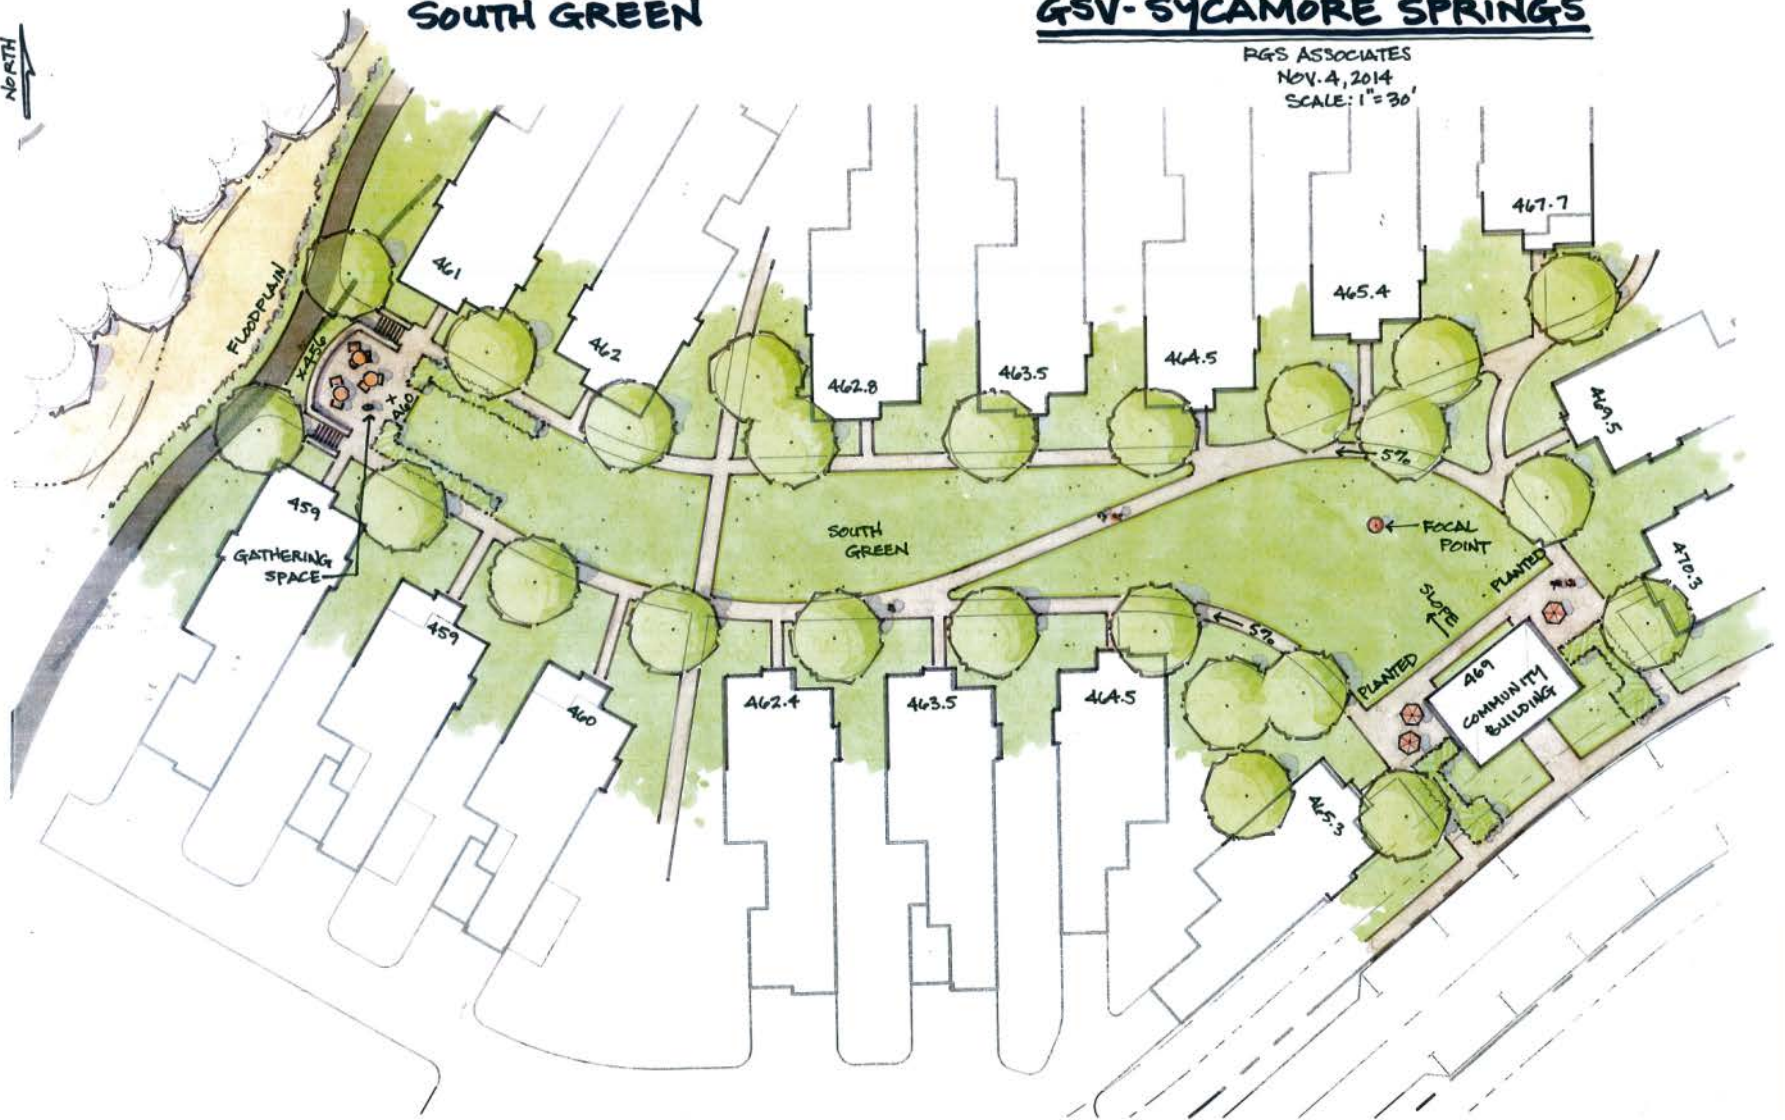 SOUTH GREEN
GSV-SYCAMORE SPRINGS
RGS ASSOCIATES
NOV. 4, 2014
SCALE: 1"=30'
NORTH
467.7
461
465.4
FLOODPLAIN
x 456
462
462.8
463.5
464.5
x 460
469.5
5%
459
SOUTH
GREEN
FOCAL
POINT
GATHERING
SPACE
PLANTED
470.3
SLOPE
459
5%
PLANTED
469
COMMUNITY
BUILDING
460
462.4
463.5
464.5
465.3